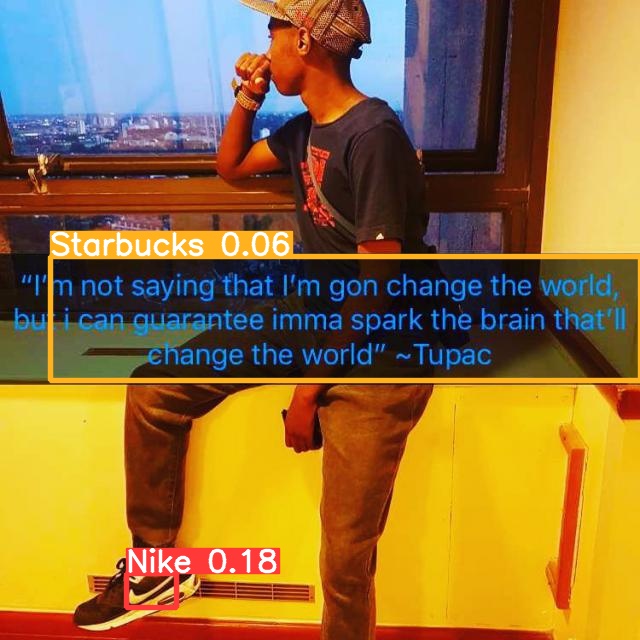 Starbucks 0.06
“I’m not saying that I’m gon change the world,
but i can guarantee imma spark the brain that’ll
change the world” ~Tupac
Nike 0.18